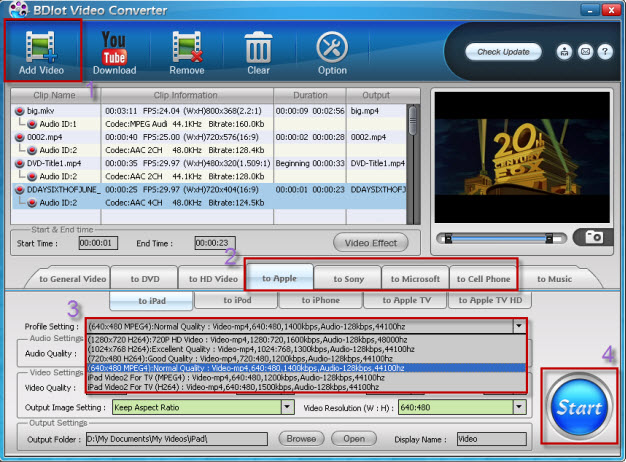 BDlot Video Converter
Add Video
You Tube Download
Remove
Clear
Option
Check Update
?
1
Clip Name Clip Information Duration Output
big.mkv 00:03:11 FPS:24.04 (WxH)800x368(2.2:1) 00:00:09 00:02:56 big.mp4
Audio ID:1 Codec:MPEG Audi 44.1KHz Bitrate:160.0Kb
0002.mp4 00:00:40 FPS:25.00 (WxH)720x576(16:9) 00:00:02 00:00:28 0002.mp4
Audio ID:2 Codec:AAC 2CH 48.0KHz Bitrate:128.0Kb
DVD-Title1.mp4 00:00:35 FPS:29.97 (WxH)480x320(1.509:1) Beginning 00:00:33 DVD-Title1.mp4
Audio ID:2 Codec:AAC 2CH 44.1KHz Bitrate:128.4Kb
DDAYSIXTHOFJUNE_ 00:00:25 FPS:29.97 (WxH)720x404(16:9) 00:00:01 00:00:23 DDAYSIXTHOFJ
Audio ID:2 Codec:AAC 4CH 48.0KHz Bitrate:124.5Kb
20th
CENTURY
FOX
Start & End time
Start Time : 00:00:01 End Time : 00:00:23 Video Effect
2
to General Video to DVD to HD Video to Apple to Sony to Microsoft to Cell Phone to Music
to iPad to iPod to iPhone to Apple TV to Apple TV HD
3
Profile Setting : (640x480 MPEG4):Normal Quality : Video-mp4,640:480,1400kbps,Audio-128kbps,44100hz
Audio Settings (1280x720 H264):720P HD Video : Video-mp4,1280:720,1600kbps,Audio-128kbps,48000hz
(1024x768 H264):Excellent Quality : Video-mp4,1024:768,1300kbps,Audio-128kbps,44100hz
Audio Quality : (720x480 H264):Good Quality : Video-mp4,720:480,1200kbps,Audio-128kbps,44100hz
(640x480 MPEG4):Normal Quality : Video-mp4,640:480,1400kbps,Audio-128kbps,44100hz
Video Settings iPad Video2 For TV (MPEG4) : Video-mp4,640:480,1200kbps,Audio-128kbps,44100hz
Video Quality : iPad Video2 For TV (H264) : Video-mp4,640:480,1200kbps,Audio-128kbps,44100hz
Output Image Setting : Keep Aspect Ratio Video Resolution (W : H) : 640:480
Output Settings
Output Folder : D:\My Documents\My Videos\iPad\ Browse Open Display Name : Video
4
Start